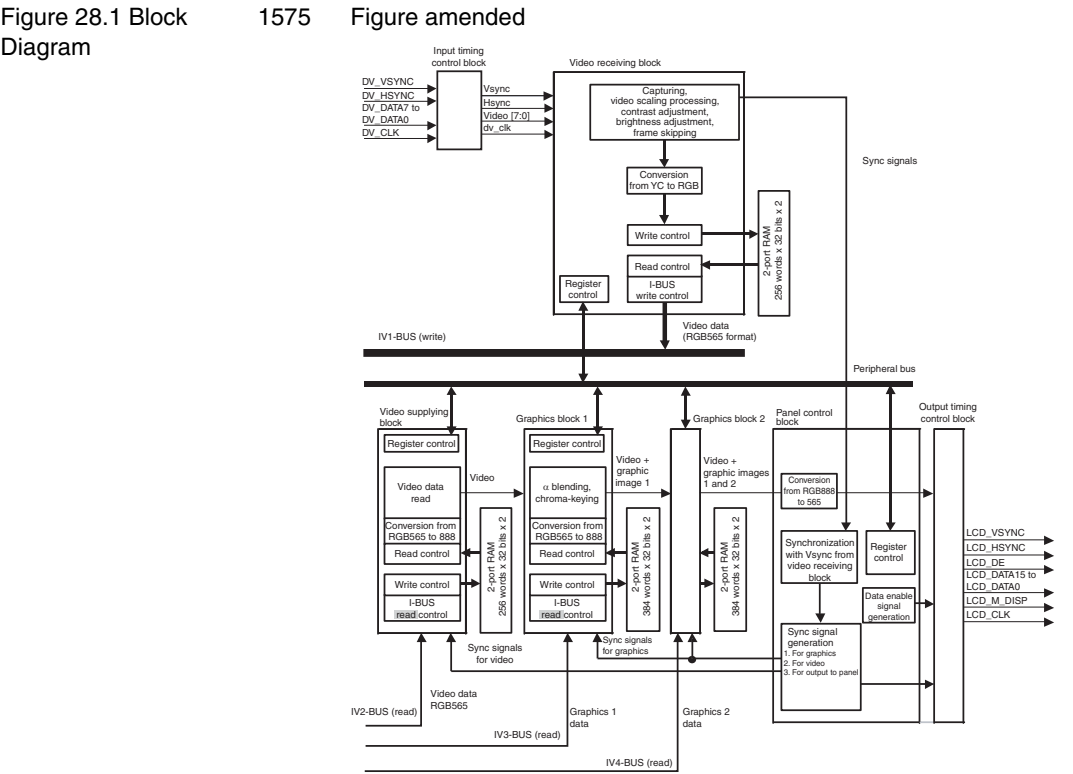 Figure 28.1 Block
Diagram
1575
Figure amended
Input timing
control block
DV_VSYNC
DV_HSYNC
DV_DATA7 to
DV_DATA0
DV_CLK
Vsync
Hsync
Video [7:0]
dv_clk
Video receiving block
Capturing,
video scaling processing,
contrast adjustment,
brightness adjustment,
frame skipping
Conversion
from YC to RGB
Write control
Read control
I-BUS
write control
Register
control
2-port RAM
256 words x 32 bits x 2
Sync signals
Video data
(RGB565 format)
IV1-BUS (write)
Peripheral bus
Video supplying
block
Register control
Video data
read
Conversion from
RGB565 to 888
Read control
Write control
I-BUS
read control
Video
2-port RAM
256 words x 32 bits x 2
Sync signals
for video
Graphics block 1
Register control
α blending,
chroma-keying
Conversion from
RGB565 to 888
Read control
Write control
I-BUS
read control
Video +
graphic
image 1
2-port RAM
384 words x 32 bits x 2
Sync signals
for graphics
Graphics block 2
Video +
graphic images
1 and 2
2-port RAM
384 words x 32 bits x 2
Panel control
block
Conversion
from RGB888
to 565
Synchronization
with Vsync from
video receiving
block
Register
control
Data enable
signal
generation
Sync signal
generation
1. For graphics
2. For video
3. For output to panel
Output timing
control block
LCD_VSYNC
LCD_HSYNC
LCD_DE
LCD_DATA15 to
LCD_DATA0
LCD_M_DISP
LCD_CLK
Video data
RGB565
IV2-BUS (read)
Graphics 1
data
IV3-BUS (read)
Graphics 2
data
IV4-BUS (read)